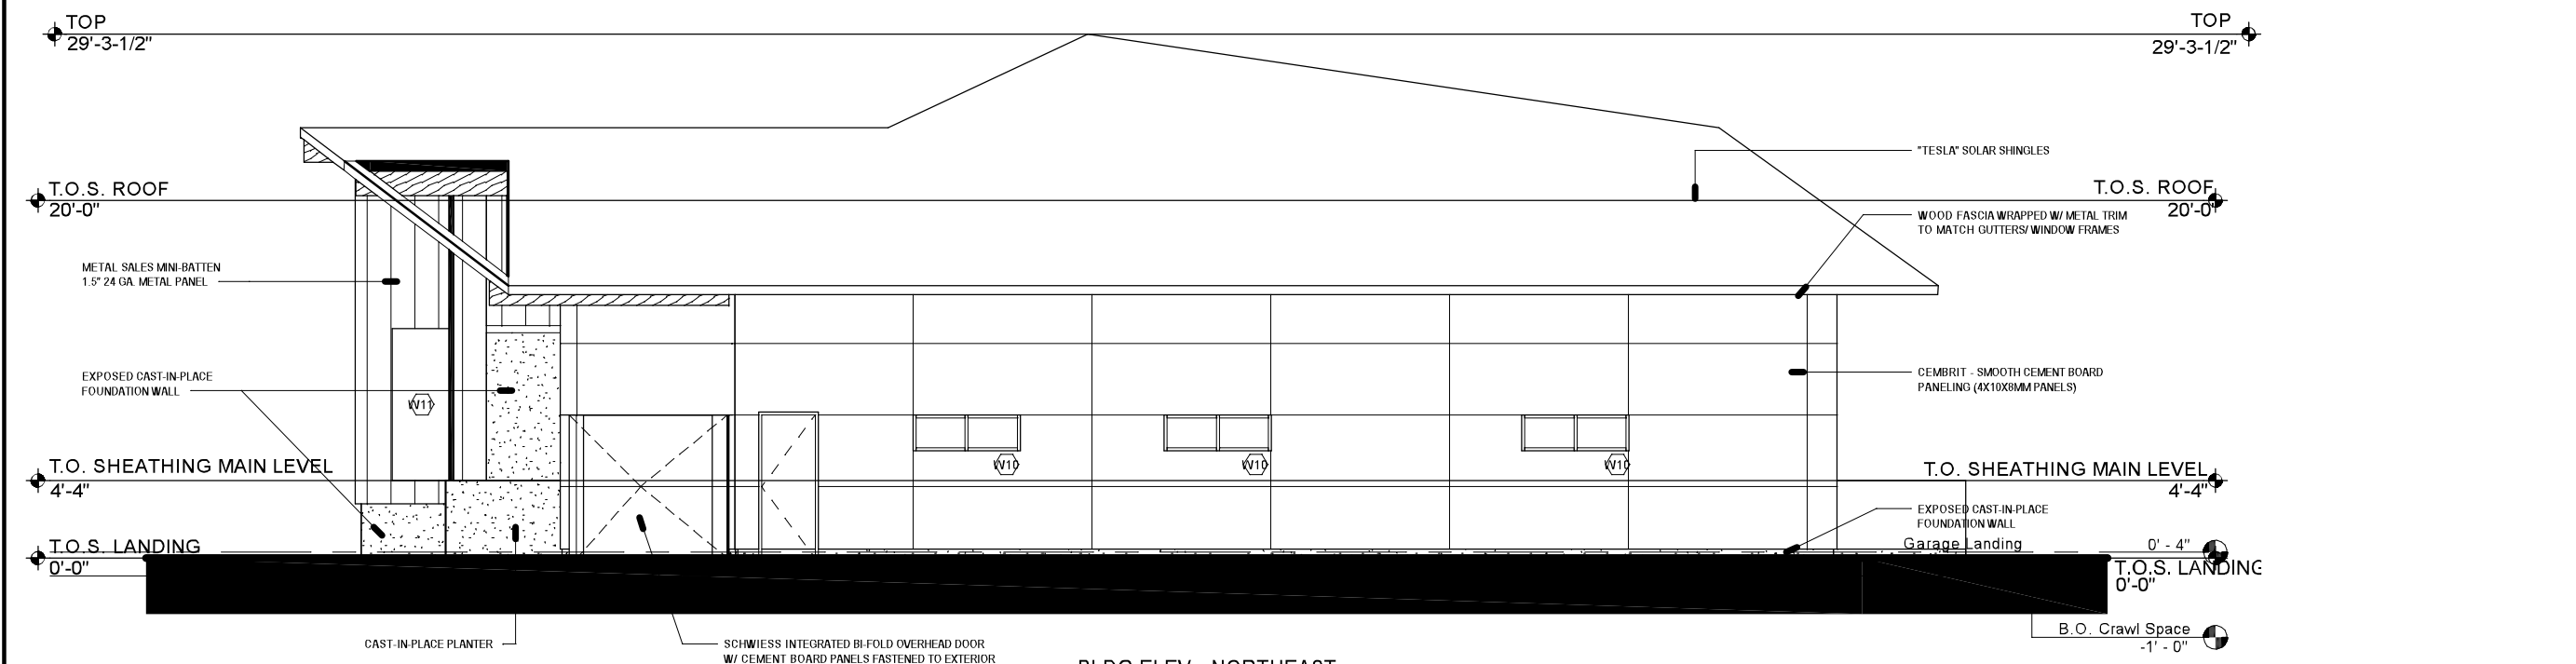 TOP
29'-3-1/2"
TOP
29'-3-1/2"
"TESLA" SOLAR SHINGLES
T.O.S. ROOF
20'-0"
T.O.S. ROOF
20'-0"
WOOD FASCIA WRAPPED W/ METAL TRIM
TO MATCH GUTTERS/ WINDOW FRAMES
METAL SALES MINI-BATTEN
1.5" 24 GA. METAL PANEL
EXPOSED CAST-IN-PLACE
FOUNDATION WALL
CEMBRIT - SMOOTH CEMENT BOARD
PANELING (4X10X8MM PANELS)
W11
W10
W10
W10
T.O. SHEATHING MAIN LEVEL
4'-4"
T.O. SHEATHING MAIN LEVEL
4'-4"
EXPOSED CAST-IN-PLACE
FOUNDATION WALL
Garage Landing
0' - 4"
T.O.S. LANDING
0'-0"
T.O.S. LANDING
0'-0"
B.O. Crawl Space
-1' - 0"
CAST-IN-PLACE PLANTER
SCHWIESS INTEGRATED BI-FOLD OVERHEAD DOOR
W/ CEMENT BOARD PANELS FASTENED TO EXTERIOR
BLDG ELEV - NORTHEAST